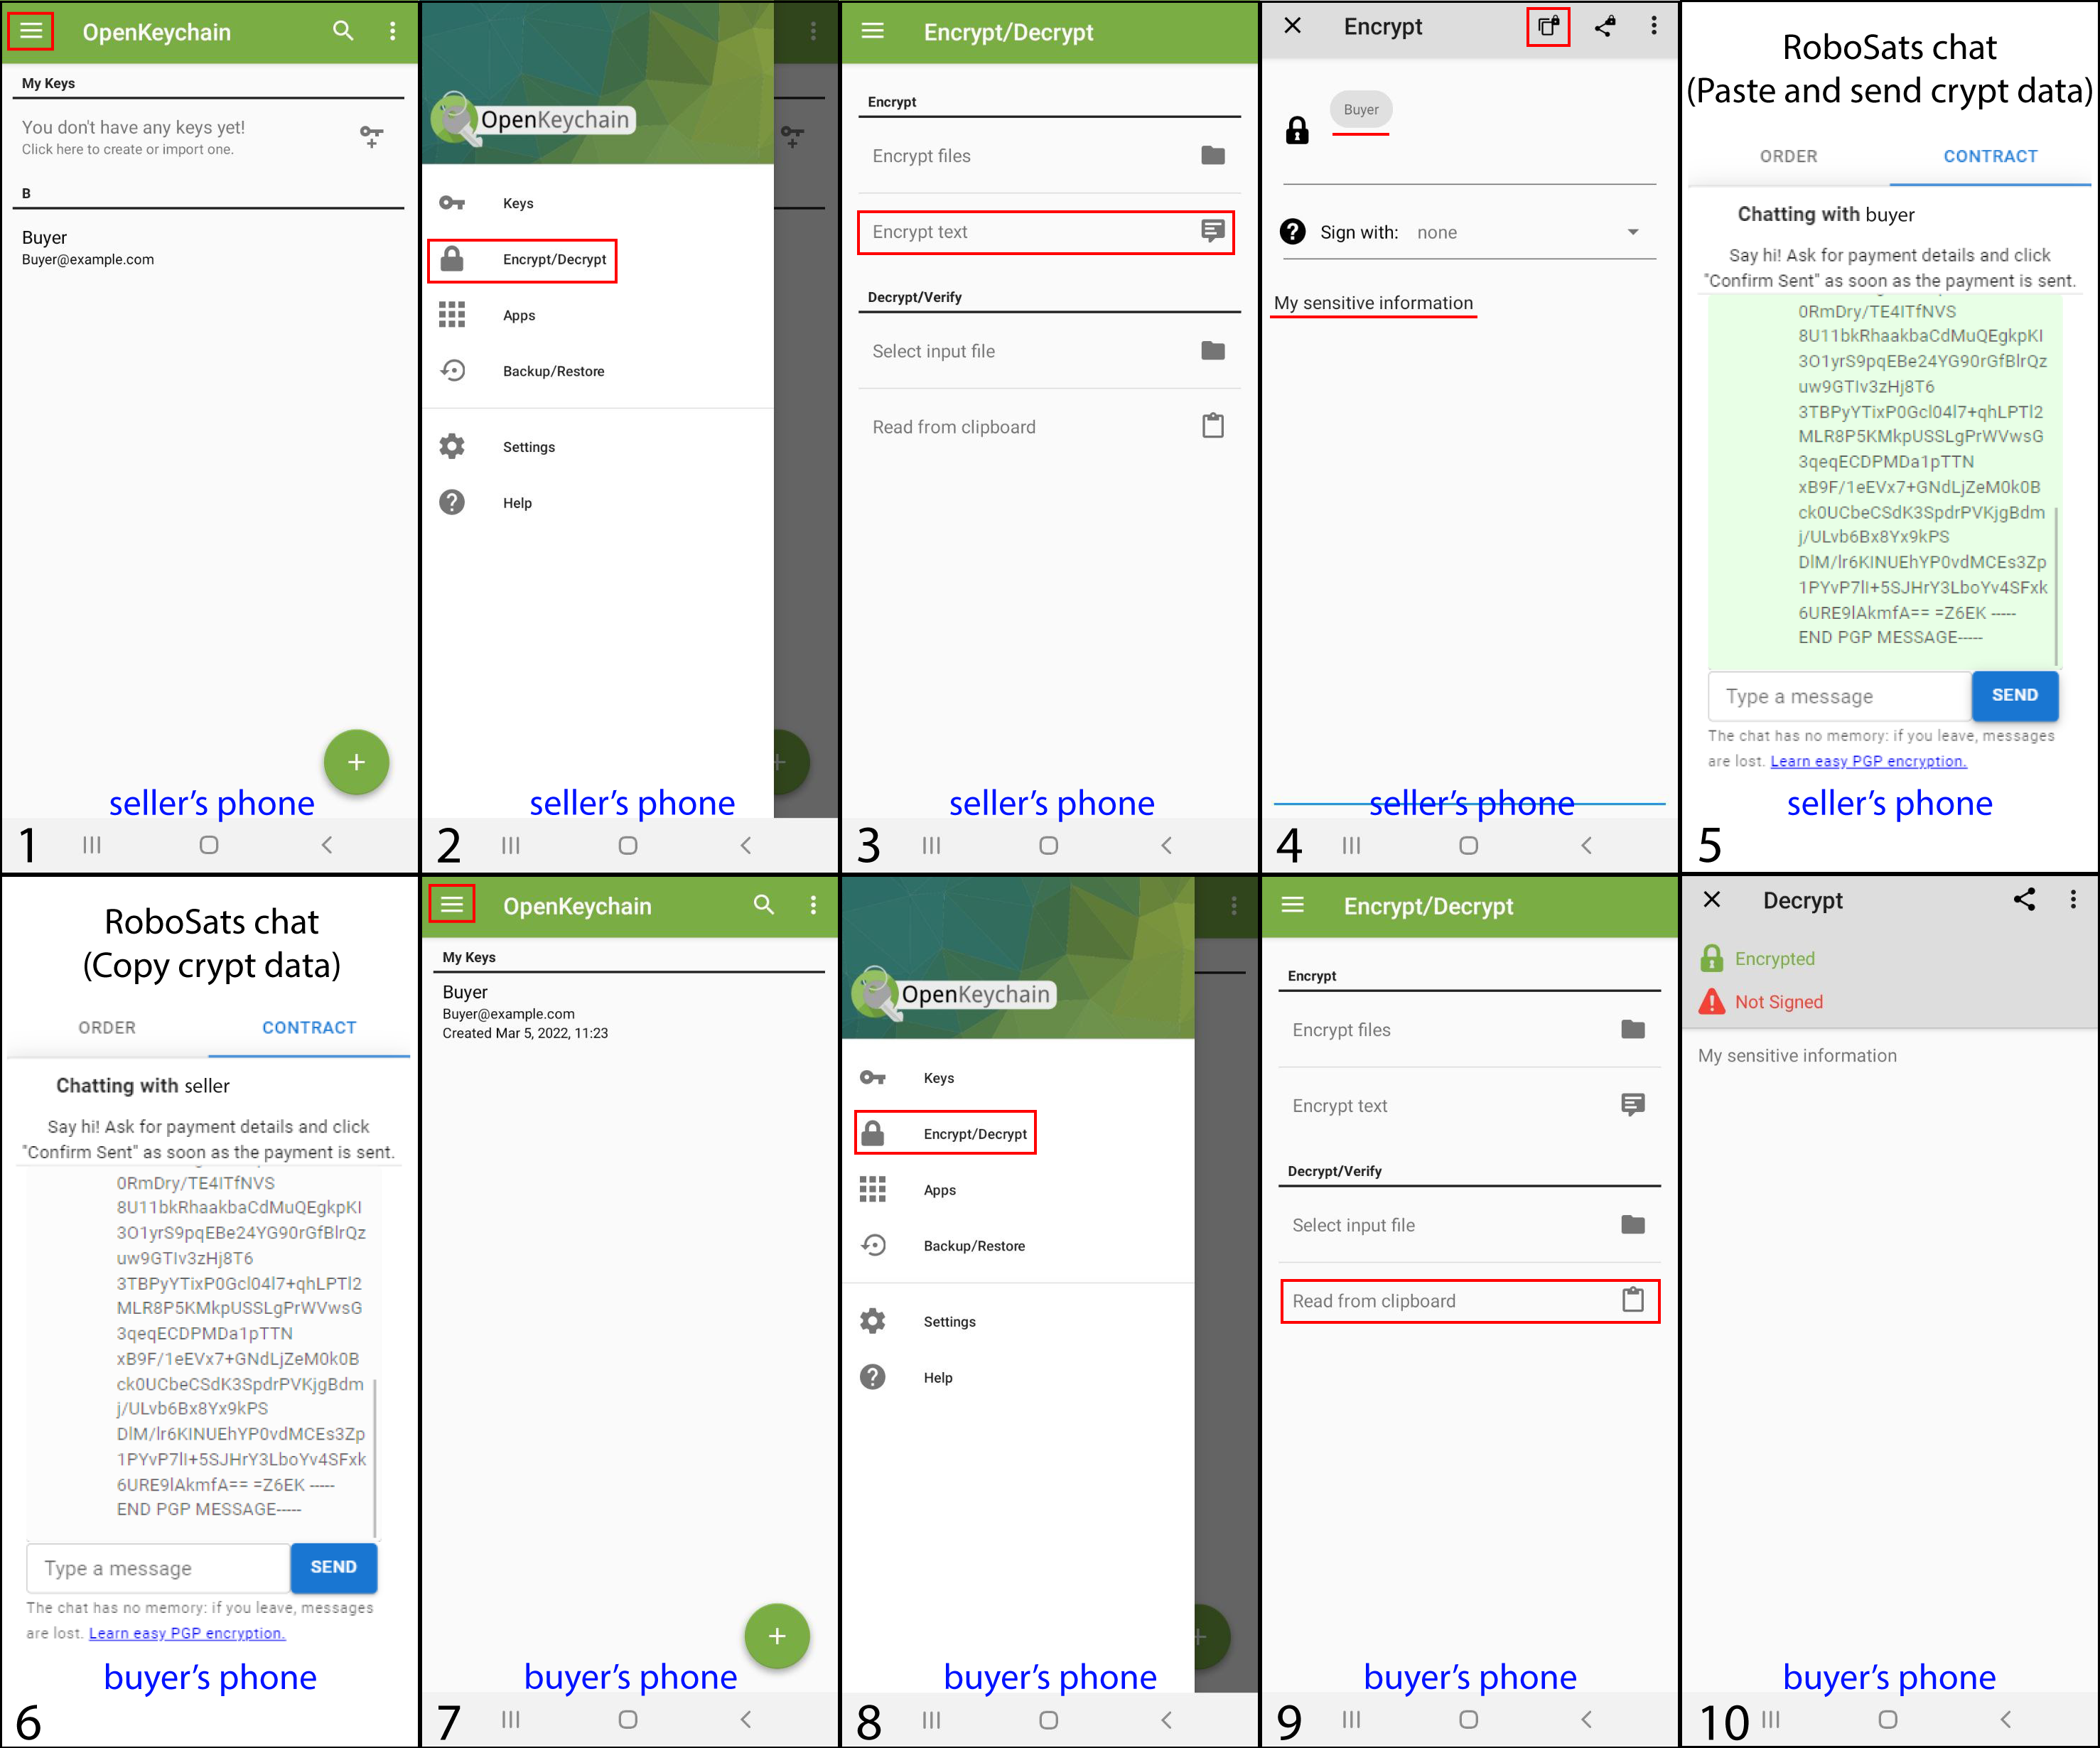 OpenKeychain
My Keys
You don't have any keys yet!
Click here to create or import one.
B
Buyer
Buyer@example.com
+
seller's phone
1
OpenKeychain
Keys
Encrypt/Decrypt
Apps
Backup/Restore
Settings
Help
seller's phone
2
Encrypt/Decrypt
Encrypt
Encrypt files
Encrypt text
Decrypt/Verify
Select input file
Read from clipboard
seller's phone
3
Encrypt
Buyer
Sign with: none
My sensitive information
seller's phone
4
RoboSats chat
(Paste and send crypt data)
ORDER CONTRACT
Chatting with buyer
Say hi! Ask for payment details and click
"Confirm Sent" as soon as the payment is sent.
0RmDry/TE4ITfNVS
8U11bkRhaakbaCdMuQEgkpKI
3O1yrS9pqEBe24YG90rGfBlrQz
uw9GTIv3zHj8T6
3TBPyYTixP0Gcl04l7+qhLPTl2
MLR8P5KMkpUSSLgPrWVwsG
3qeqECDPMDa1pTTN
xB9F/1eEVx7+GNdLjZeM0k0B
ck0UCbeCSdK3SpdrPVKjgBdm
j/ULvb6Bx8Yx9kPS
DlM/lr6KINUEhYP0vdMCEs3Zp
1PYvP7lI+5SJHrY3LboYv4SFxk
6URE9lAkmfA== =Z6EK -----
END PGP MESSAGE-----
Type a message SEND
The chat has no memory: if you leave, messages
are lost. Learn easy PGP encryption.
seller's phone
5
RoboSats chat
(Copy crypt data)
ORDER CONTRACT
Chatting with seller
Say hi! Ask for payment details and click
"Confirm Sent" as soon as the payment is sent.
0RmDry/TE4ITfNVS
8U11bkRhaakbaCdMuQEgkpKI
3O1yrS9pqEBe24YG90rGfBlrQz
uw9GTIv3zHj8T6
3TBPyYTixP0Gcl04l7+qhLPTl2
MLR8P5KMkpUSSLgPrWVwsG
3qeqECDPMDa1pTTN
xB9F/1eEVx7+GNdLjZeM0k0B
ck0UCbeCSdK3SpdrPVKjgBdm
j/ULvb6Bx8Yx9kPS
DlM/lr6KINUEhYP0vdMCEs3Zp
1PYvP7lI+5SJHrY3LboYv4SFxk
6URE9lAkmfA== =Z6EK -----
END PGP MESSAGE-----
Type a message SEND
The chat has no memory: if you leave, messages
are lost. Learn easy PGP encryption.
buyer's phone
6
OpenKeychain
My Keys
Buyer
Buyer@example.com
Created Mar 5, 2022, 11:23
+
buyer's phone
7
OpenKeychain
Keys
Encrypt/Decrypt
Apps
Backup/Restore
Settings
Help
buyer's phone
8
Encrypt/Decrypt
Encrypt
Encrypt files
Encrypt text
Decrypt/Verify
Select input file
Read from clipboard
buyer's phone
9
Decrypt
Encrypted
Not Signed
My sensitive information
buyer's phone
10